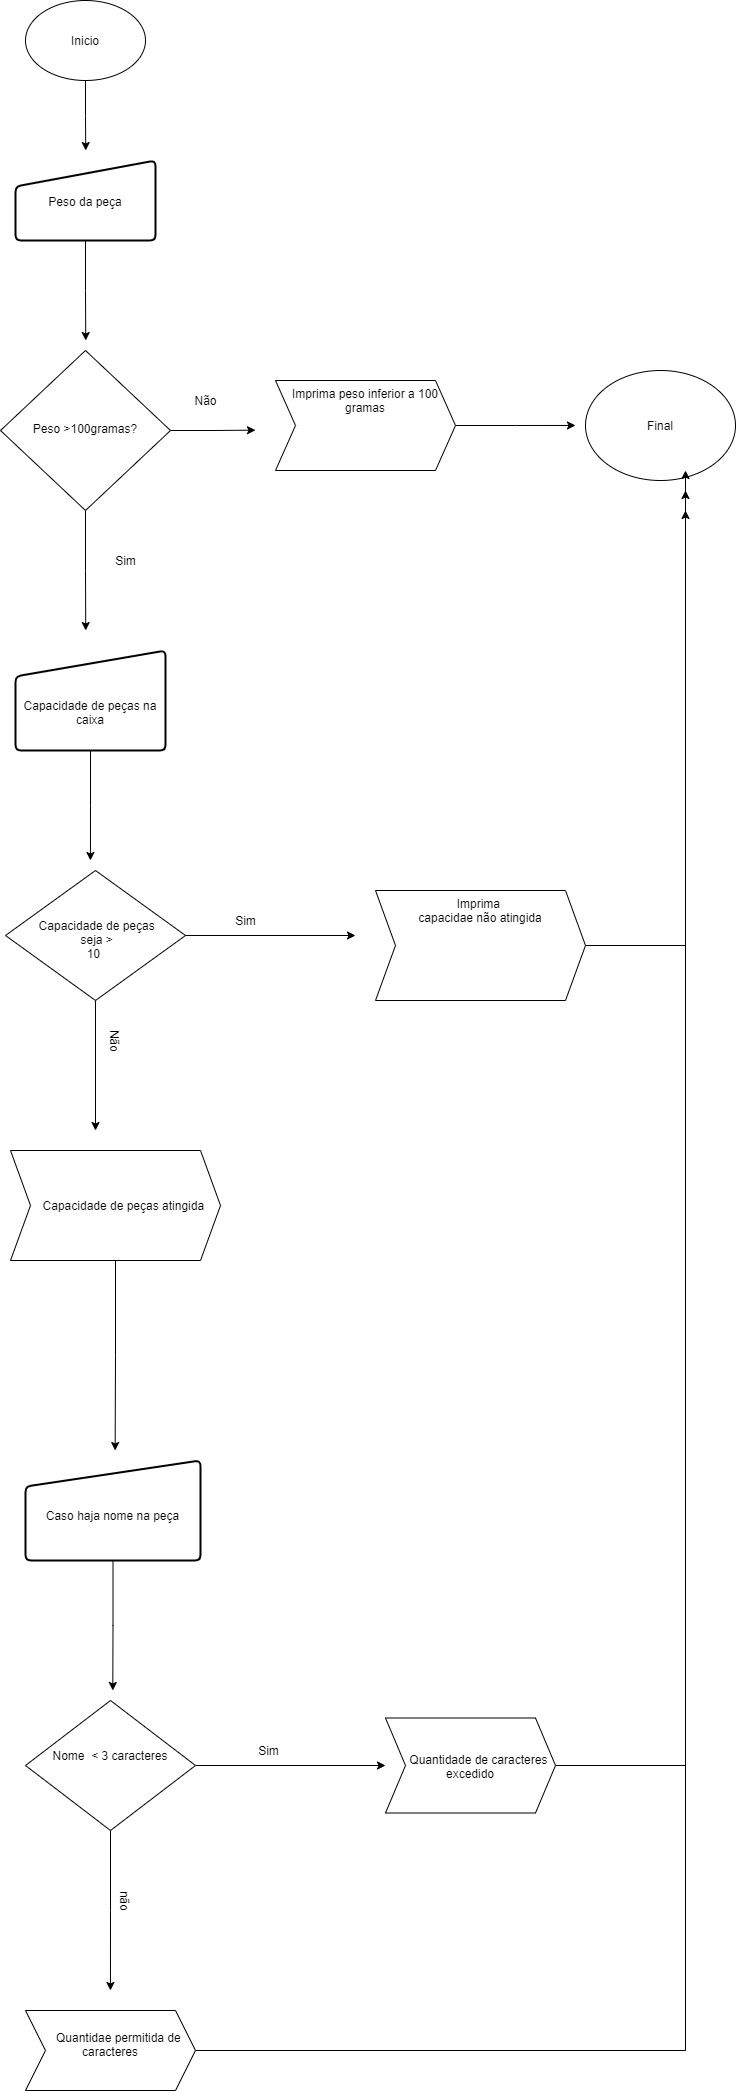 Inicio
Peso da peça
Peso >100gramas?
Não
Imprima peso inferior a 100
gramas
Final
Sim
Capacidade de peças na
caixa
Capacidade de peças
seja >
10
Sim
Imprima
capacidae não atingida
Não
Capacidade de peças atingida
Caso haja nome na peça
Nome < 3 caracteres
Sim
Quantidade de caracteres
excedido
não
Quantidae permitida de
caracteres